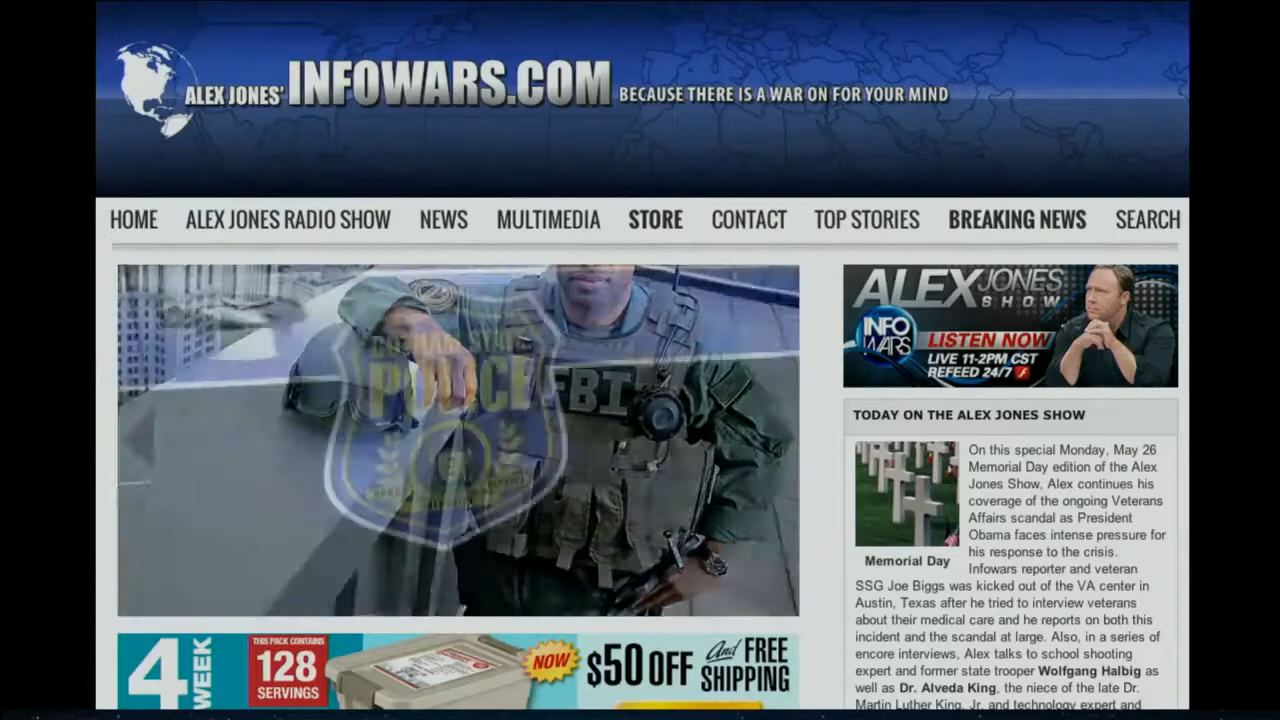 ALEX JONES' INFOWARS.COM BECAUSE THERE IS A WAR ON FOR YOUR MIND
HOME ALEX JONES RADIO SHOW NEWS MULTIMEDIA STORE CONTACT TOP STORIES BREAKING NEWS SEARCH
POLICE
FBI
ALEX JONES
SHOW
INFO
WARS
LISTEN NOW
LIVE 11-2PM CST
REFEED 24/7
TODAY ON THE ALEX JONES SHOW
On this special Monday, May 26
Memorial Day edition of the Alex
Jones Show, Alex continues his
coverage of the ongoing Veterans
Affairs scandal as President
Obama faces intense pressure for
his response to the crisis.
Memorial Day
Infowars reporter and veteran
SSG Joe Biggs was kicked out of the VA center in
Austin, Texas after he tried to interview veterans
about their medical care and he reports on both this
incident and the scandal at large. Also, in a series of
encore interviews, Alex talks to school shooting
expert and former state trooper Wolfgang Halbig as
well as Dr. Alveda King, the niece of the late Dr.
Martin Luther King, Jr. and technology expert and
4 WEEK
THIS PACK CONTAINS
128
SERVINGS
NOW
$50 OFF And FREE
SHIPPING